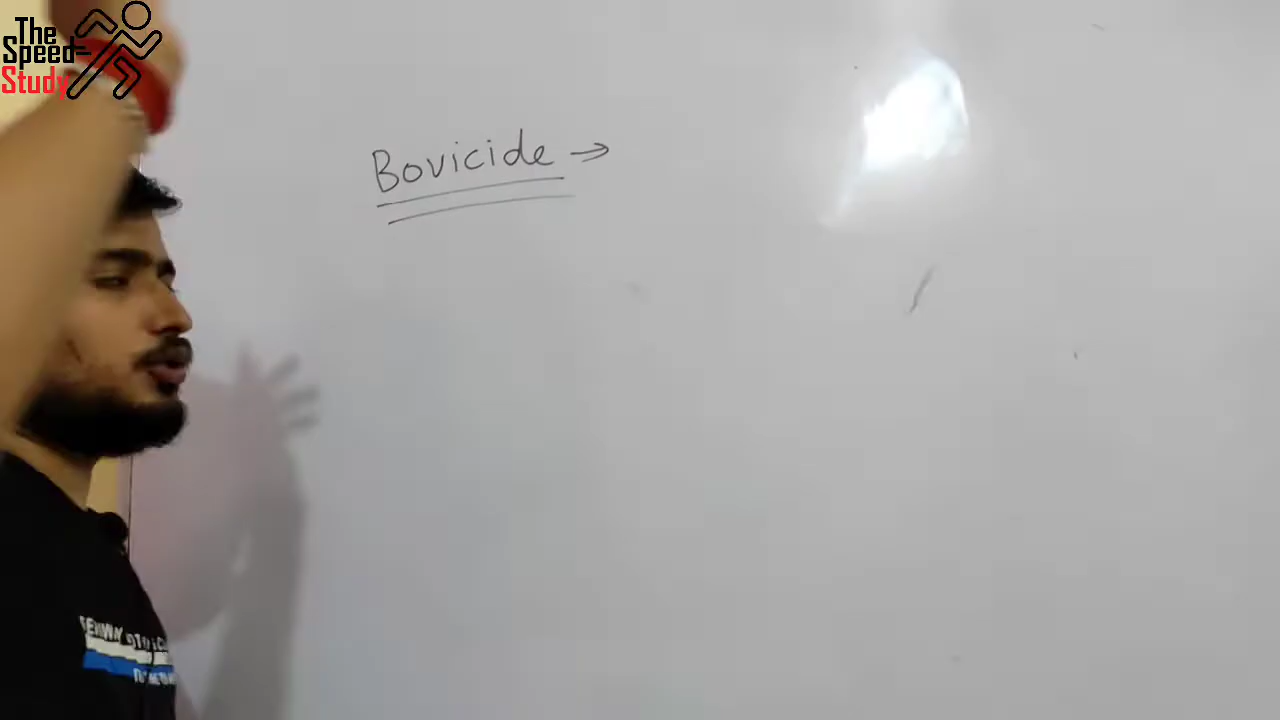 The
Speed
Study
Bovicide →